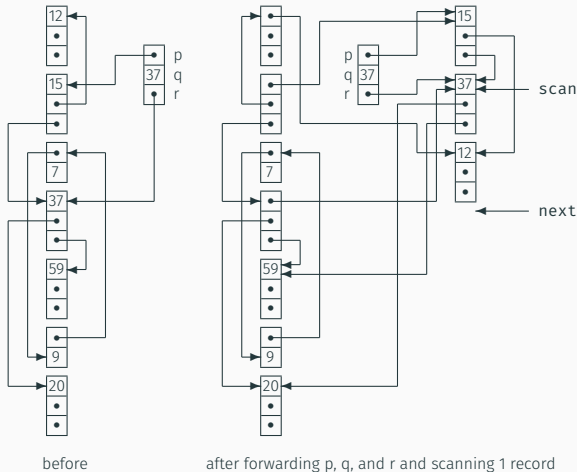 12
15
p
37
q
r
7
37
59
9
20
before
15
p
37
q
r
37
scan
7
12
next
59
9
20
after forwarding p, q, and r and scanning 1 record